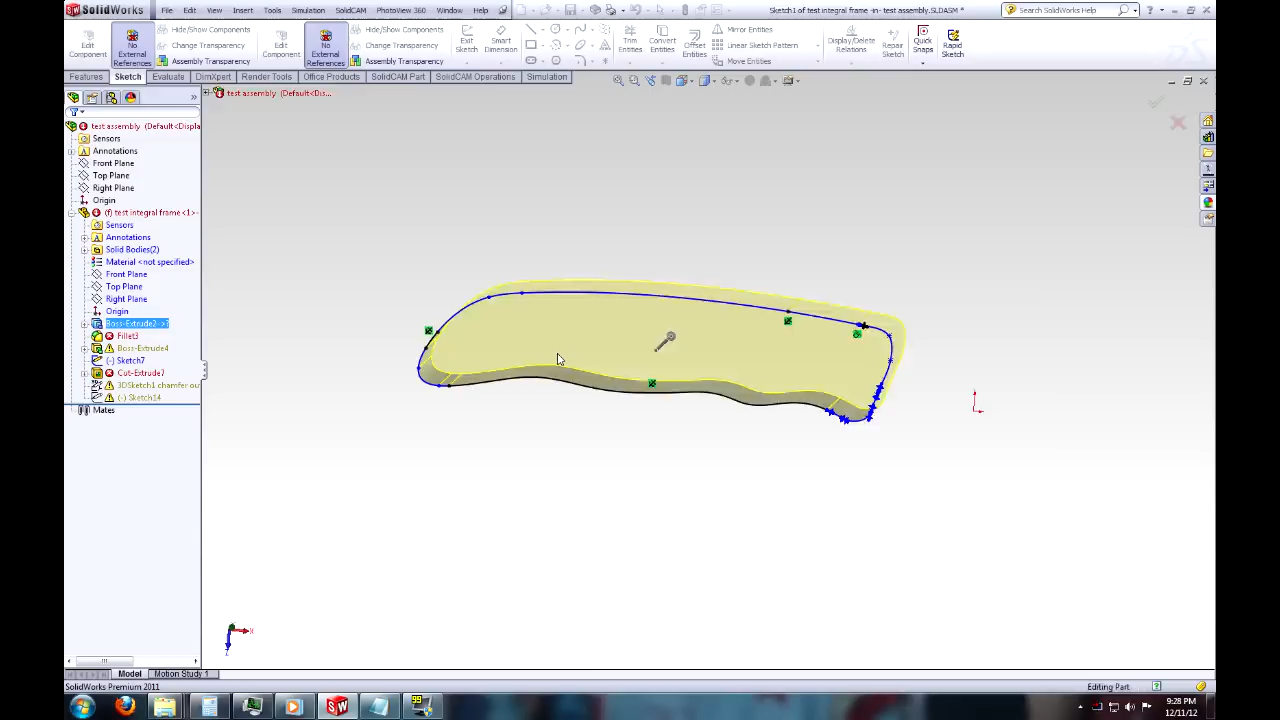 SolidWorks File Edit View Insert Tools Simulation SolidCAM PhotoView 360 Window Help Sketch1 of test integral frame -in- test assembly.SLDASM * Search SolidWorks Help
Edit Component No External References Hide/Show Components Change Transparency Assembly Transparency Edit Component No External References Hide/Show Components Change Transparency Assembly Transparency Exit Sketch Smart Dimension Trim Entities Convert Entities Offset Entities Mirror Entities Linear Sketch Pattern Move Entities Display/Delete Relations Repair Sketch Quick Snaps Rapid Sketch
Features Sketch Evaluate DimXpert Render Tools Office Products SolidCAM Part SolidCAM Operations Simulation
test assembly (Default<Dis...
test assembly (Default<Displa
Sensors
Annotations
Front Plane
Top Plane
Right Plane
Origin
(f) test integral frame <1>-
Sensors
Annotations
Solid Bodies(2)
Material <not specified>
Front Plane
Top Plane
Right Plane
Origin
Boss-Extrude2 ->?
Fillet3
Boss-Extrude4
(-) Sketch7
Cut-Extrude7
3DSketch1 chamfer ou
(-) Sketch14
Mates
X
Z
Model Motion Study 1
SolidWorks Premium 2011 Editing Part
99
9:28 PM
12/11/12